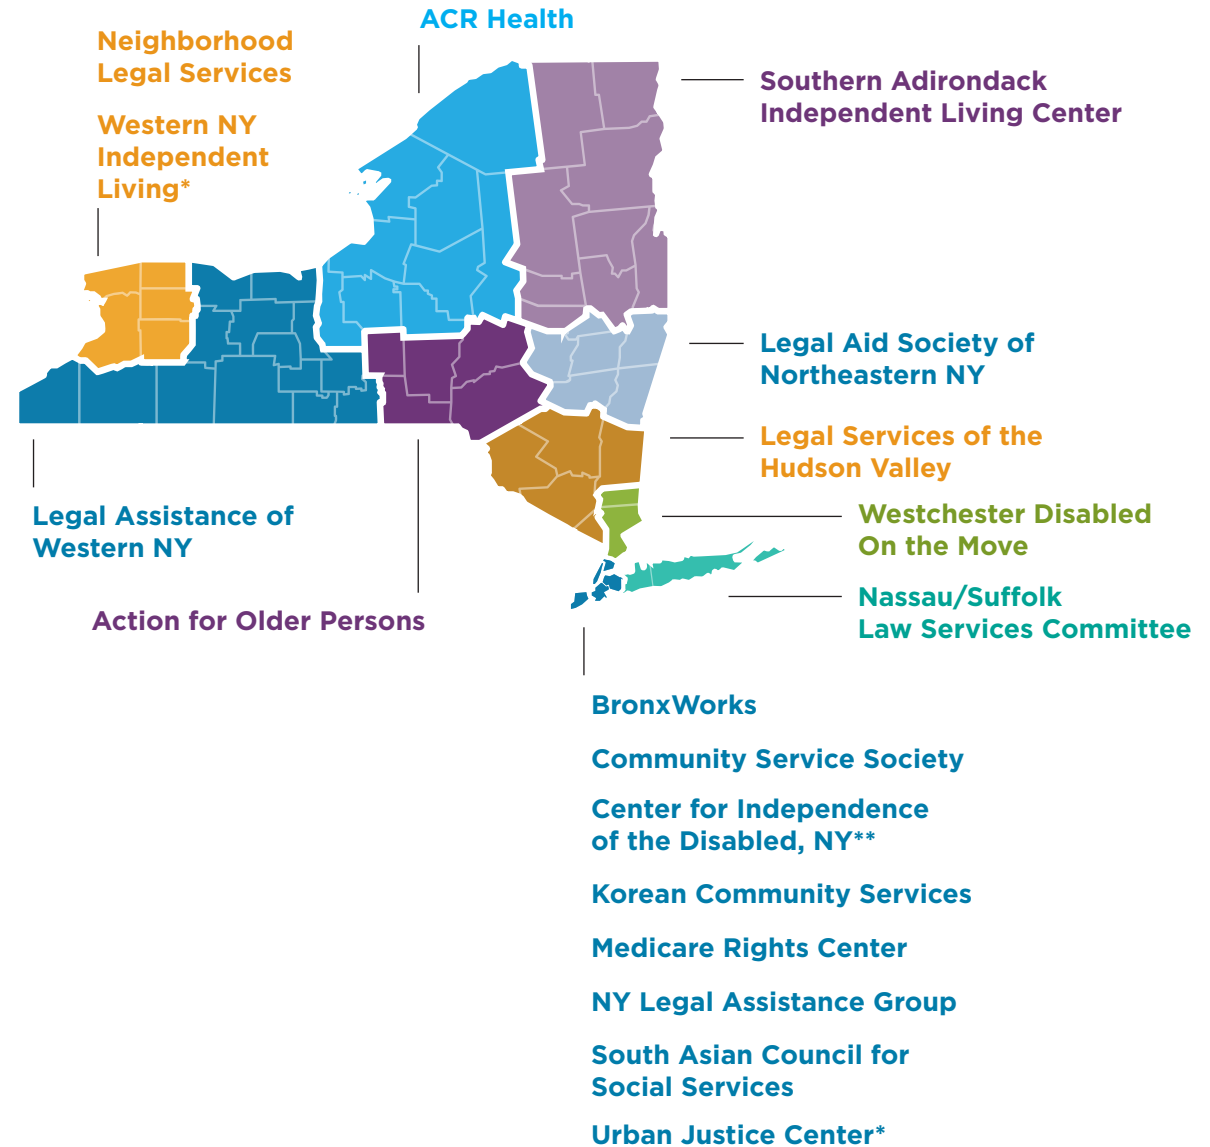 ACR Health
Neighborhood
Legal Services
Western NY
Independent
Living*
Southern Adirondack
Independent Living Center
Legal Aid Society of
Northeastern NY
Legal Services of the
Hudson Valley
Westchester Disabled
On the Move
Legal Assistance of
Western NY
Nassau/Suffolk
Law Services Committee
Action for Older Persons
BronxWorks
Community Service Society
Center for Independence
of the Disabled, NY**
Korean Community Services
Medicare Rights Center
NY Legal Assistance Group
South Asian Council for
Social Services
Urban Justice Center*